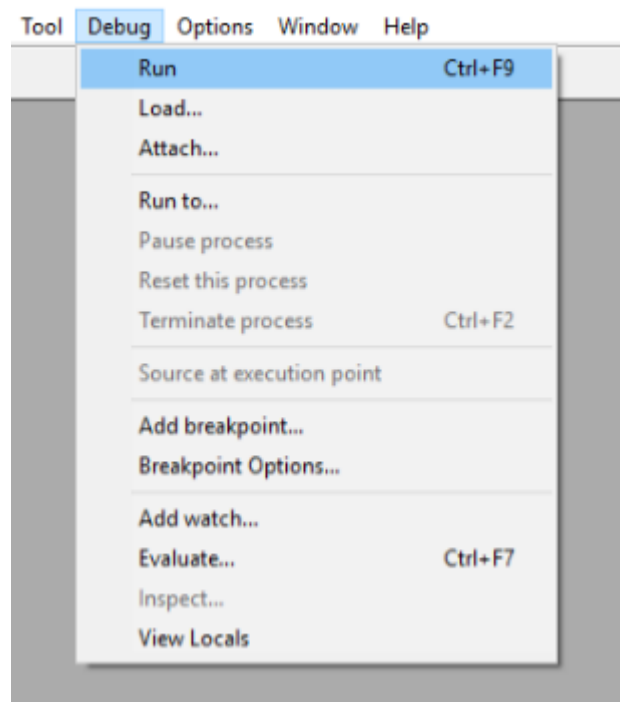 Tool Debug Options Window Help
Run Ctrl+F9
Load...
Attach...
Run to...
Pause process
Reset this process
Terminate process Ctrl+F2
Source at execution point
Add breakpoint...
Breakpoint Options...
Add watch...
Evaluate... Ctrl+F7
Inspect...
View Locals